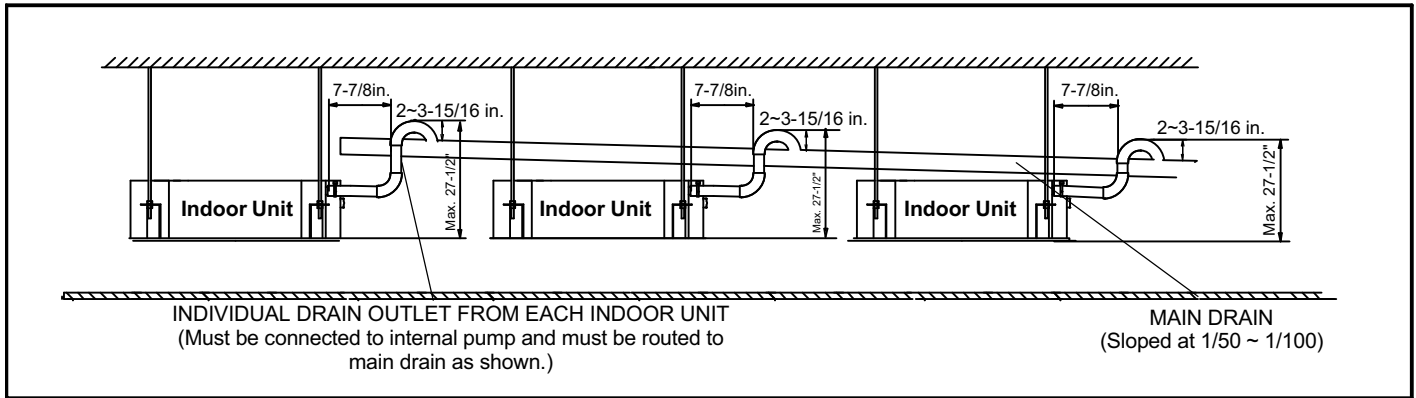 7-7/8in.
2~3-15/16 in.
Max. 27-1/2"
Indoor Unit
7-7/8in.
2~3-15/16 in.
Max. 27-1/2"
Indoor Unit
7-7/8in.
2~3-15/16 in.
Max. 27-1/2"
Indoor Unit
INDIVIDUAL DRAIN OUTLET FROM EACH INDOOR UNIT
(Must be connected to internal pump and must be routed to
main drain as shown.)
MAIN DRAIN
(Sloped at 1/50 ~ 1/100)